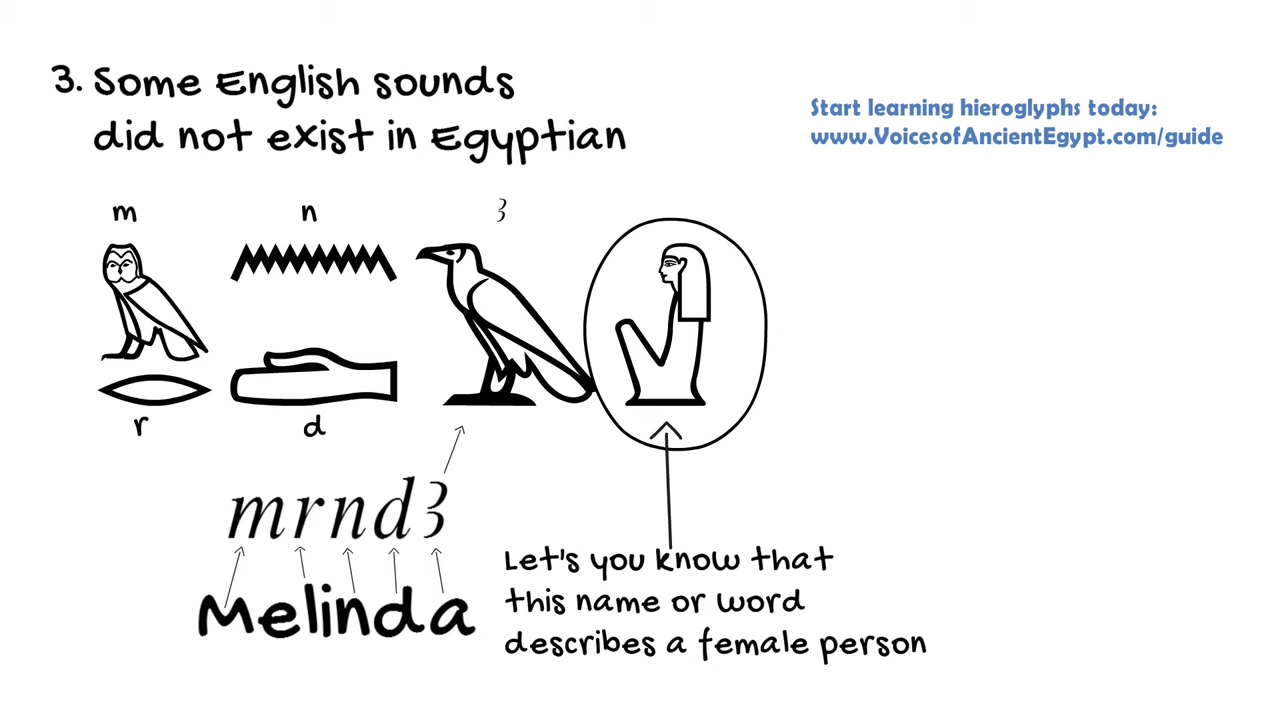 3. Some English sounds
did not exist in Egyptian
Start learning hieroglyphs today:
www.VoicesofAncientEgypt.com/guide
m n ꜣ
r d
mrndꜣ
Melinda
Let's you know that
this name or word
describes a female person